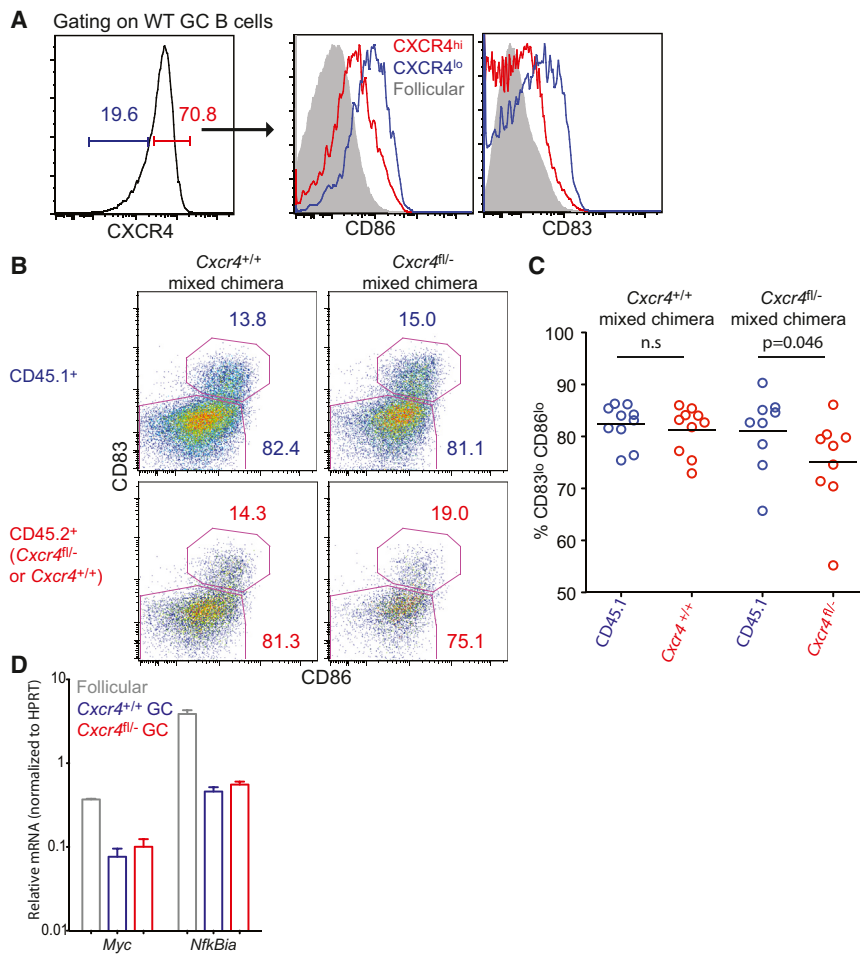 A
Gating on WT GC B cells
19.6
70.8
CXCR4
CXCR4hi
CXCR4lo
Follicular
CD86
CD83
B
Cxcr4+/+
mixed chimera
Cxcr4fl/-
mixed chimera
CD45.1+
13.8
82.4
15.0
81.1
CD83
CD45.2+
(Cxcr4fl/-
or Cxcr4+/+)
14.3
81.3
19.0
75.1
CD86
C
Cxcr4+/+
mixed chimera
Cxcr4fl/-
mixed chimera
n.s
p=0.046
% CD83lo CD86lo
100
90
80
70
60
50
CD45.1
Cxcr4 +/+
CD45.1
Cxcr4 fl/-
D
Relative mRNA (normalized to HPRT)
10
1
0.1
0.01
Follicular
Cxcr4+/+ GC
Cxcr4fl/- GC
Myc
NfkBia